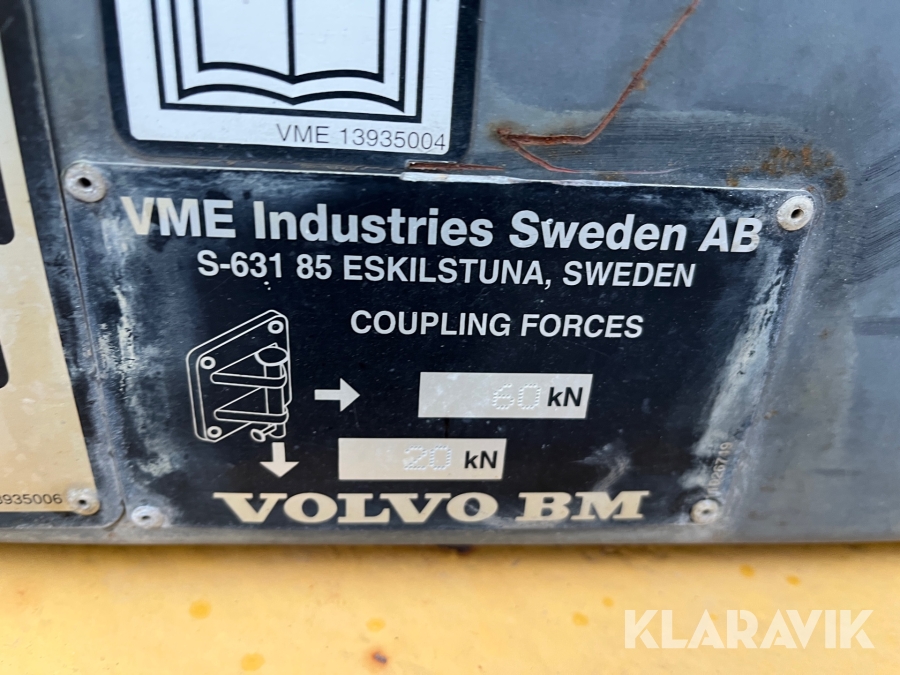 VME 13935004
VME Industries Sweden AB
S-631 85 ESKILSTUNA, SWEDEN
COUPLING FORCES
60 kN
20 kN
VOLVO BM
3935006
KLARAVIK